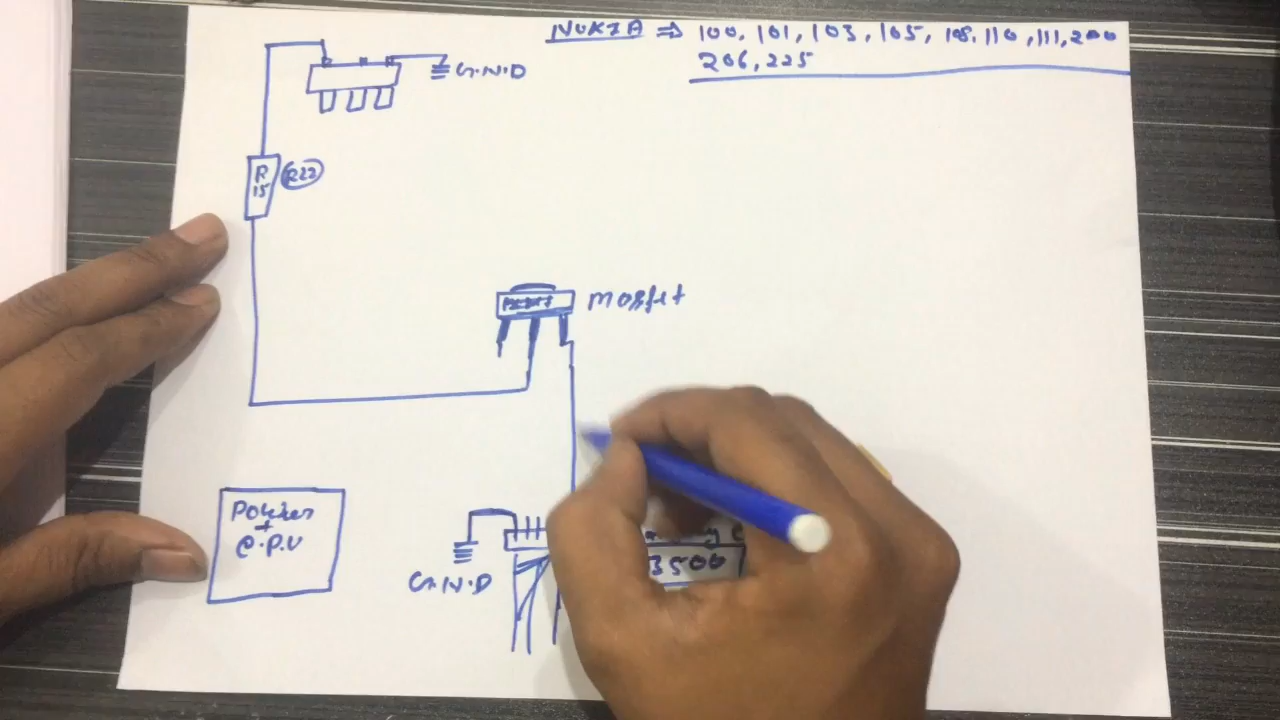 NOKIA ⇒ 100, 101, 103, 105, 108, 110, 111, 200
206, 225
G.N.D
R
15
R22
mosfet
Power
+
C.P.U
G.N.D
3500